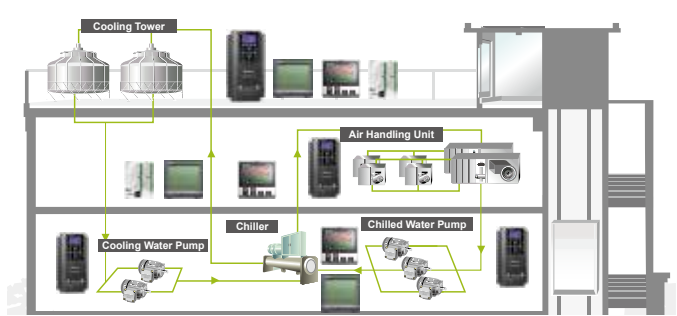 Cooling Tower
Air Handling Unit
Chiller
Chilled Water Pump
Cooling Water Pump